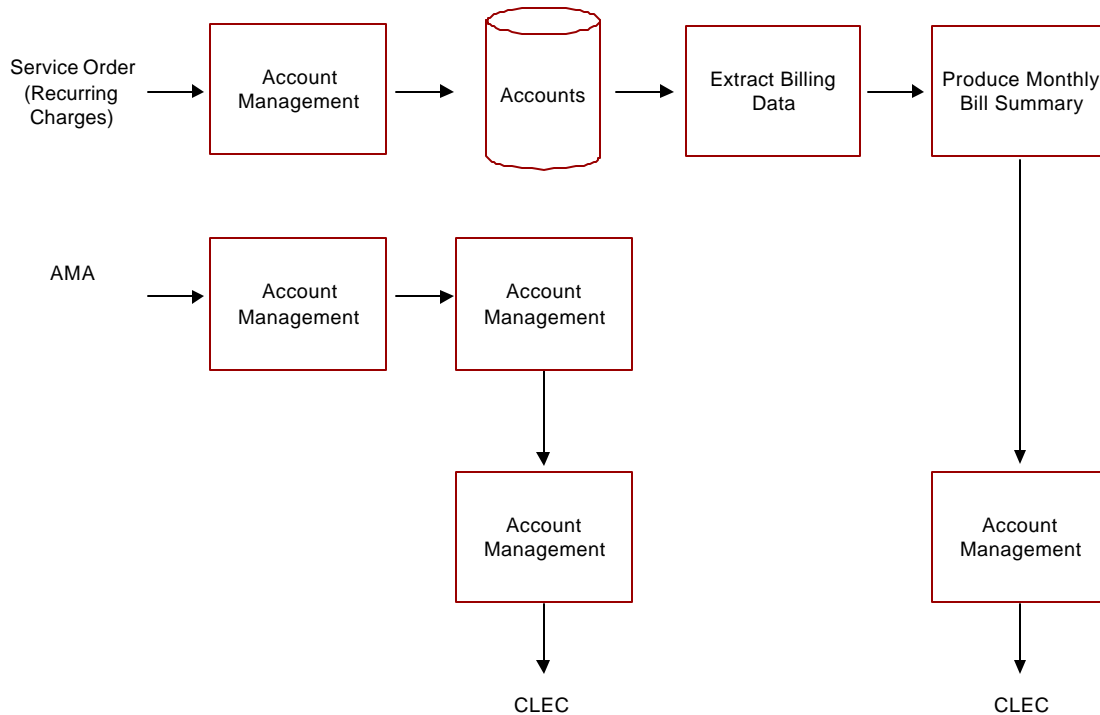 Service Order
(Recurring
Charges)
Account
Management
Accounts
Extract Billing
Data
Produce Monthly
Bill Summary
AMA
Account
Management
Account
Management
Account
Management
Account
Management
CLEC
CLEC